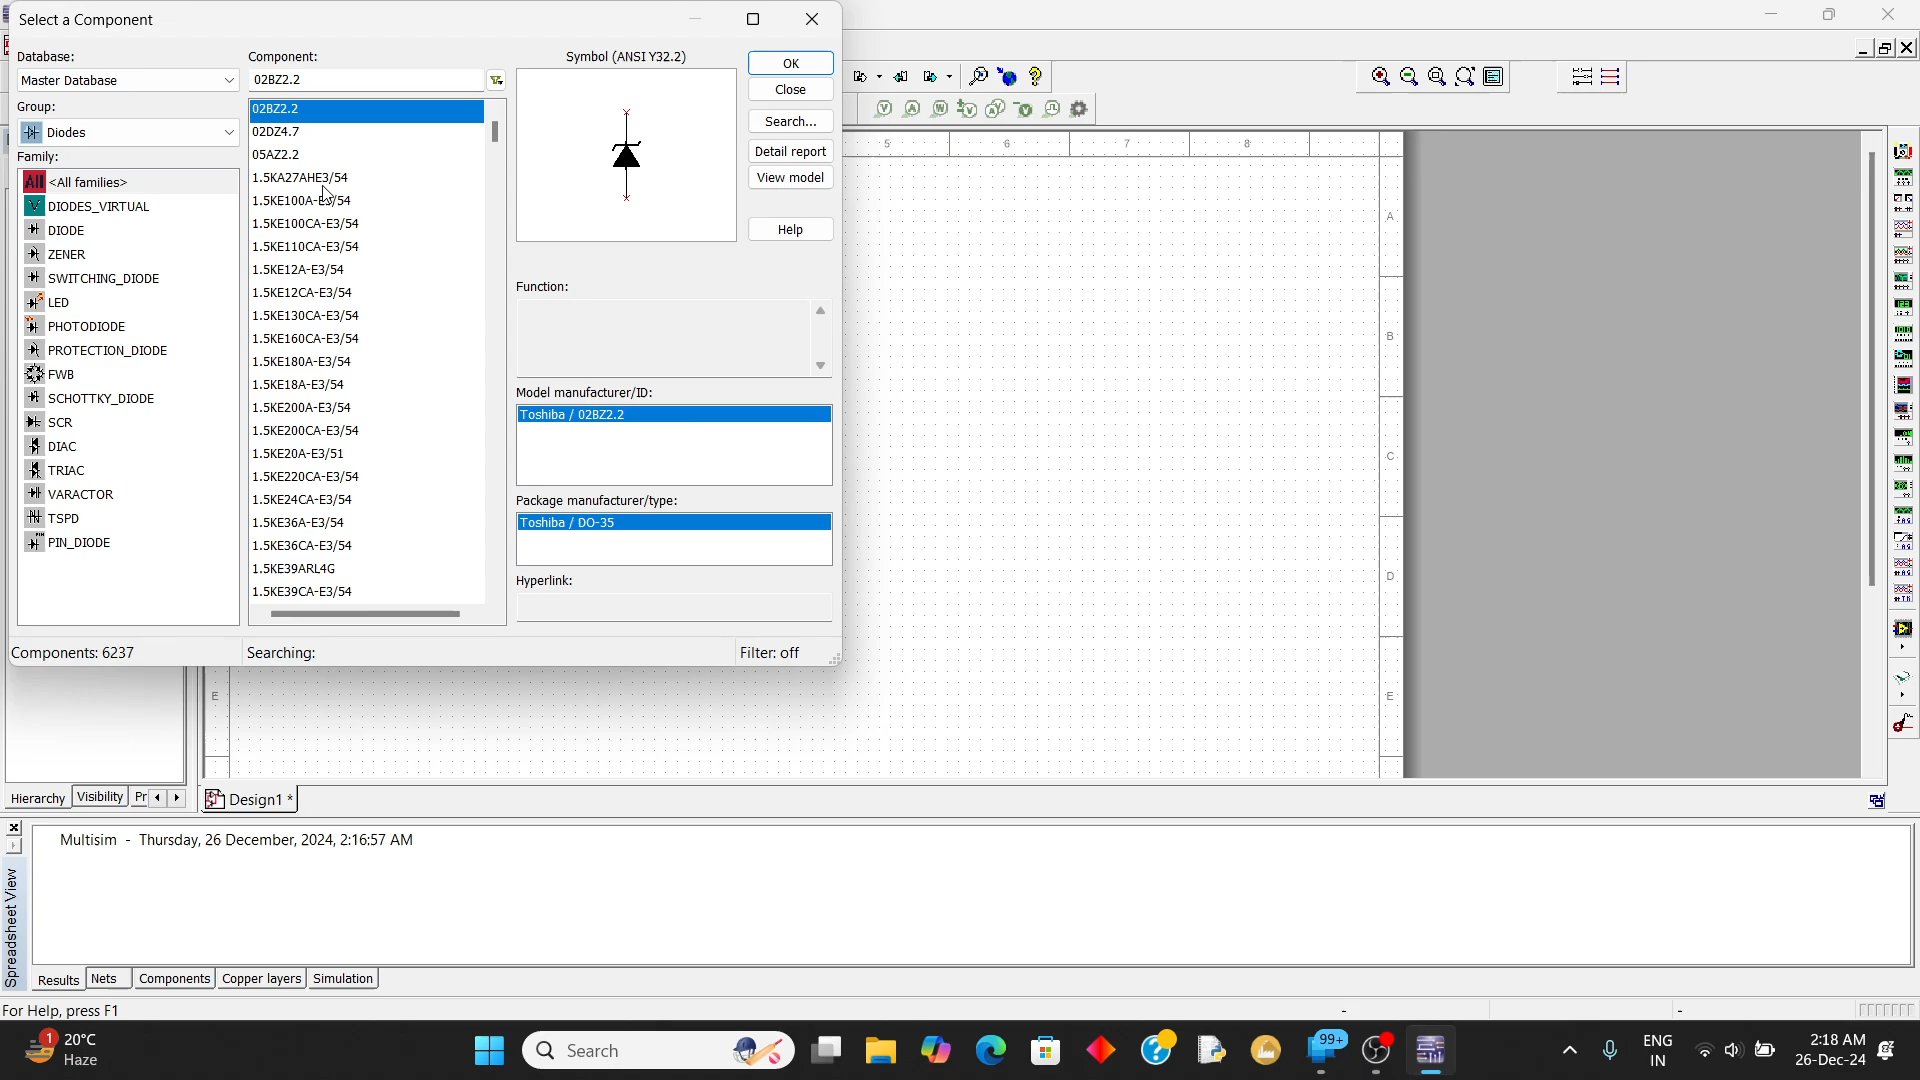 Select a Component
Database:
Master Database
Group:
Diodes
Family:
All <All families>
DIODES_VIRTUAL
DIODE
ZENER
SWITCHING_DIODE
LED
PHOTODIODE
PROTECTION_DIODE
FWB
SCHOTTKY_DIODE
SCR
DIAC
TRIAC
VARACTOR
TSPD
PIN_DIODE
Component:
02BZ2.2
02BZ2.2
02DZ4.7
05AZ2.2
1.5KA27AHE3/54
1.5KE100A-E3/54
1.5KE100CA-E3/54
1.5KE110CA-E3/54
1.5KE12A-E3/54
1.5KE12CA-E3/54
1.5KE130CA-E3/54
1.5KE160CA-E3/54
1.5KE180A-E3/54
1.5KE18A-E3/54
1.5KE200A-E3/54
1.5KE200CA-E3/54
1.5KE20A-E3/51
1.5KE220CA-E3/54
1.5KE24CA-E3/54
1.5KE36A-E3/54
1.5KE36CA-E3/54
1.5KE39ARL4G
1.5KE39CA-E3/54
Symbol (ANSI Y32.2)
OK
Close
Search...
Detail report
View model
Help
Function:
Model manufacturer/ID:
Toshiba / 02BZ2.2
Package manufacturer/type:
Toshiba / DO-35
Hyperlink:
Components: 6237
Searching:
Filter: off
5 6 7 8
A
B
C
D
E
E
Hierarchy Visibility Pr
Design1 *
Multisim - Thursday, 26 December, 2024, 2:16:57 AM
Spreadsheet View
Results Nets Components Copper layers Simulation
For Help, press F1
- -
1
20°C
Haze
Search
99+
ENG
IN
2:18 AM
26-Dec-24